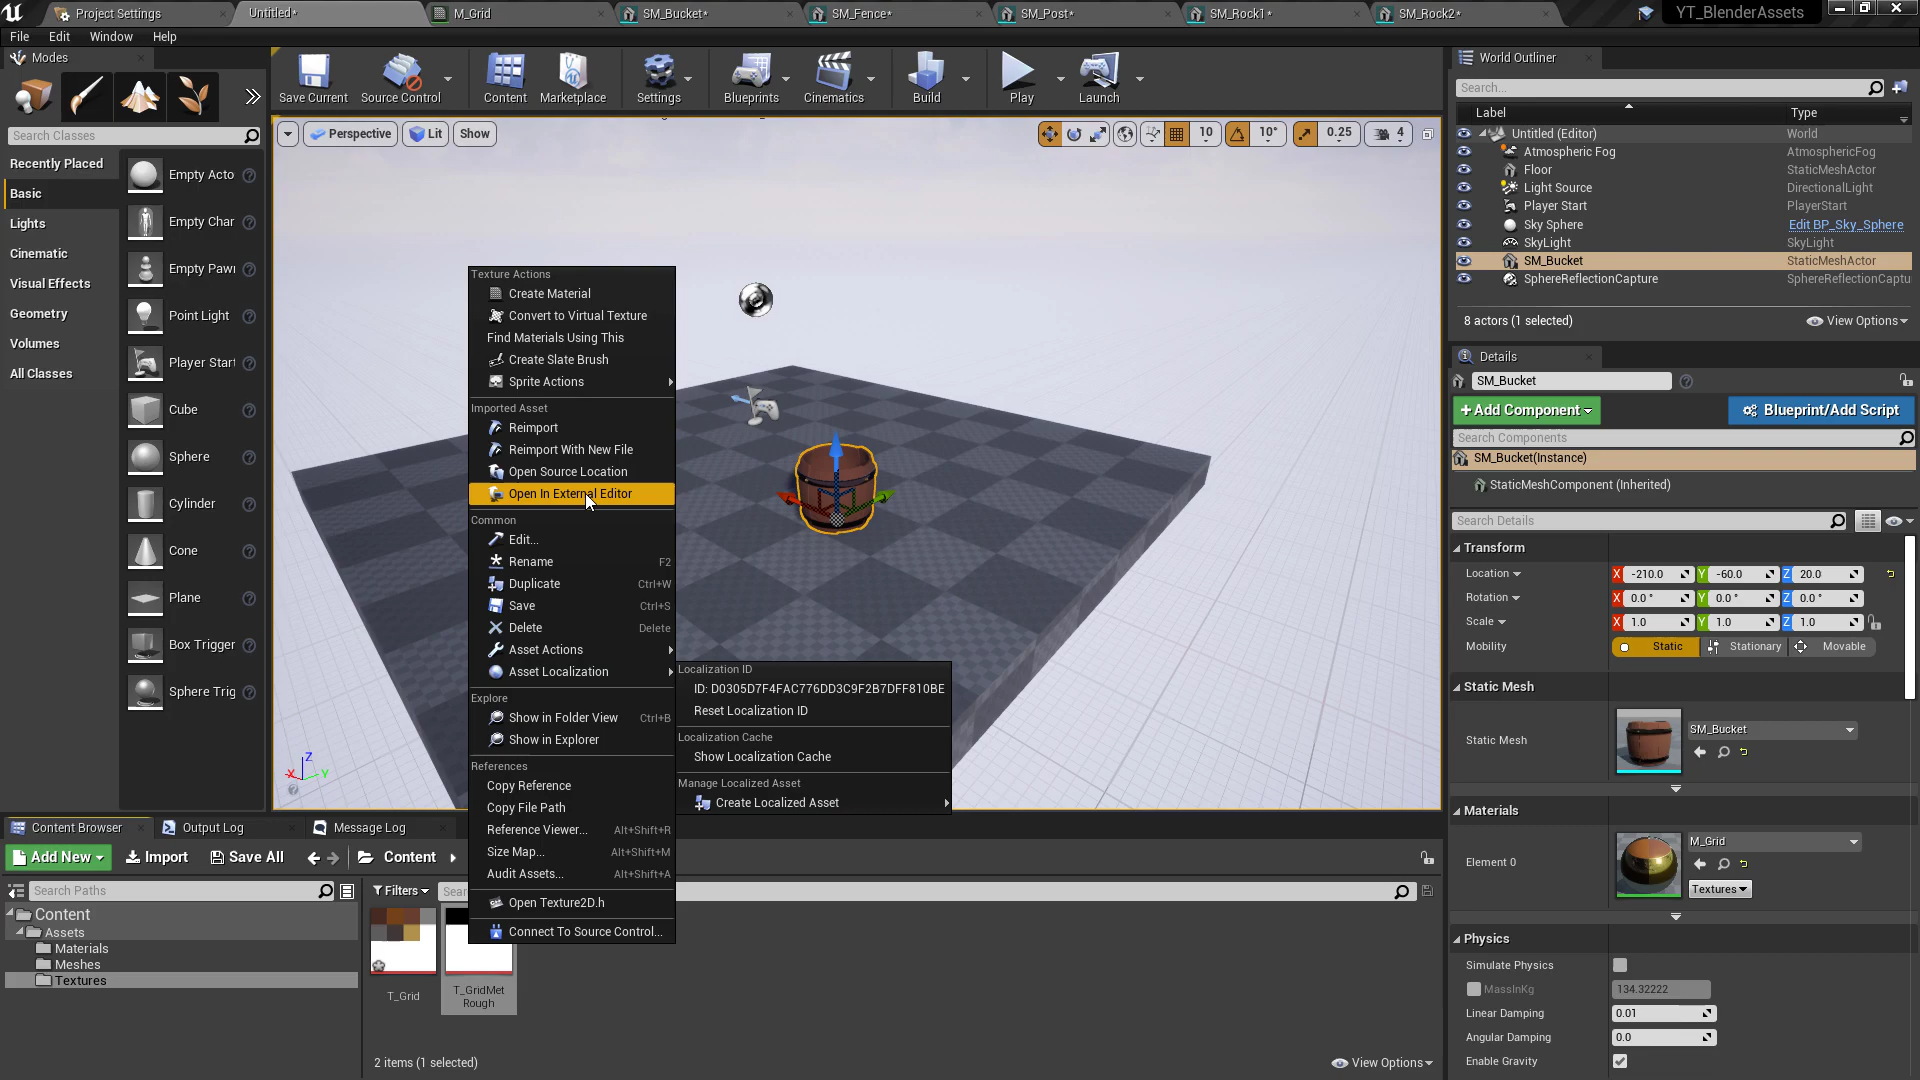 Project Settings
Untitled*
M_Grid
SM_Bucket*
SM_Fence*
SM_Post*
SM_Rock1*
SM_Rock2*
YT_BlenderAssets
File Edit Window Help
Modes
Search Classes
Recently Placed
Basic
Lights
Cinematic
Visual Effects
Geometry
Volumes
All Classes
Empty Acto
Empty Char
Empty Paw
Point Light
Player Start
Cube
Sphere
Cylinder
Cone
Plane
Box Trigger
Sphere Trig
Save Current
Source Control
Content
Marketplace
Settings
Blueprints
Cinematics
Build
Play
Launch
Perspective
Lit
Show
10
10°
0.25
4
Texture Actions
Create Material
Convert to Virtual Texture
Find Materials Using This
Create Slate Brush
Sprite Actions
Imported Asset
Reimport
Reimport With New File
Open Source Location
Open In External Editor
Common
Edit...
Rename F2
Duplicate Ctrl+W
Save Ctrl+S
Delete Delete
Asset Actions
Asset Localization
Explore
Show in Folder View Ctrl+B
Show in Explorer
References
Copy Reference
Copy File Path
Reference Viewer... Alt+Shift+R
Size Map... Alt+Shift+M
Audit Assets... Alt+Shift+A
Open Texture2D.h
Connect To Source Control...
Localization ID
ID: D0305D7F4FAC776DD3C9F2B7DFF810BE
Reset Localization ID
Localization Cache
Show Localization Cache
Manage Localized Asset
Create Localized Asset
Z
X
Y
Content Browser
Output Log
Message Log
Add New
Import
Save All
Content
Search Paths
Filters
Sear
Content
Assets
Materials
Meshes
Textures
T_Grid
T_GridMet
Rough
2 items (1 selected)
View Options
World Outliner
Search...
Label Type
Untitled (Editor) World
Atmospheric Fog AtmosphericFog
Floor StaticMeshActor
Light Source DirectionalLight
Player Start PlayerStart
Sky Sphere Edit BP_Sky_Sphere
SkyLight SkyLight
SM_Bucket StaticMeshActor
SphereReflectionCapture SphereReflectionCaptu
8 actors (1 selected)
View Options
Details
SM_Bucket
+Add Component
Blueprint/Add Script
Search Components
SM_Bucket(Instance)
StaticMeshComponent (Inherited)
Search Details
Transform
Location X -210.0 Y -60.0 Z 20.0
Rotation X 0.0 ° Y 0.0 ° Z 0.0 °
Scale X 1.0 Y 1.0 Z 1.0
Mobility Static Stationary Movable
Static Mesh
Static Mesh
SM_Bucket
Materials
Element 0
M_Grid
Textures
Physics
Simulate Physics
MassInKg 134.32222
Linear Damping 0.01
Angular Damping 0.0
Enable Gravity